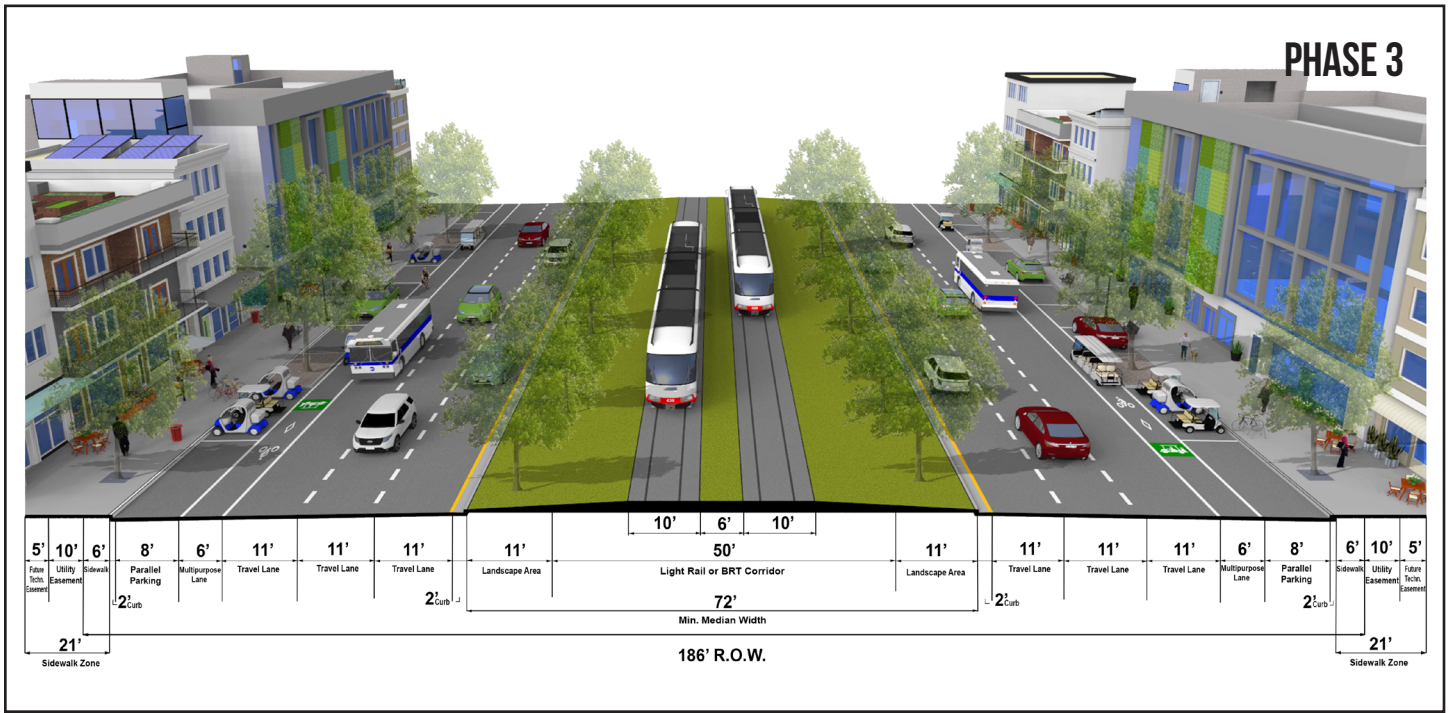 PHASE 3
10’ 6’ 10’
5’ 10’ 6’ 8’ 6’ 11’ 11’ 11’ 11’ 50’ 11’ 11’ 11’ 11’ 6’ 8’ 6’ 10’ 5’
Future Techn. Easement
Utility Easement
Sidewalk
Parallel Parking
Multipurpose Lane
Travel Lane
Travel Lane
Travel Lane
Landscape Area
Light Rail or BRT Corridor
Landscape Area
Travel Lane
Travel Lane
Travel Lane
Multipurpose Lane
Parallel Parking
Sidewalk
Utility Easement
Future Techn. Easement
2’ Curb
2’ Curb
2’ Curb
2’ Curb
72’
Min. Median Width
21’
Sidewalk Zone
186’ R.O.W.
21’
Sidewalk Zone